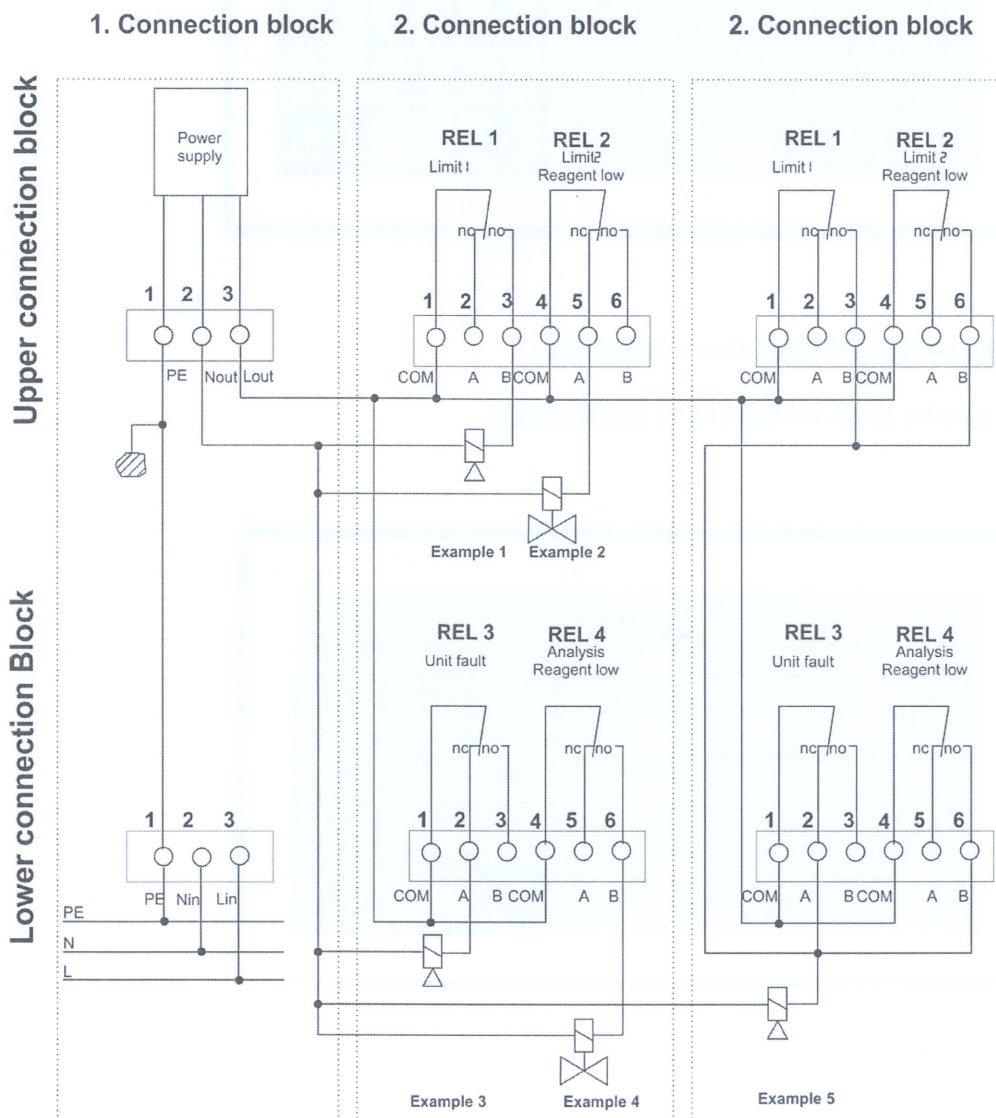 1. Connection block
2. Connection block
2. Connection block
Upper connection block
Power
supply
REL 1
Limit1
REL 2
Limit2
Reagent low
REL 1
Limit1
REL 2
Limit 2
Reagent low
nc no
nc no
nc no
nc no
1 2 3
1 2 3 4 5 6
1 2 3 4 5 6
PE Nout Lout
COM A B COM A B
COM A B COM A B
Example 1 Example 2
Lower connection Block
REL 3
Unit fault
REL 4
Analysis
Reagent low
REL 3
Unit fault
REL 4
Analysis
Reagent low
nc no
nc no
nc no
nc no
1 2 3
1 2 3 4 5 6
1 2 3 4 5 6
PE Nin Lin
COM A B COM A B
COM A B COM A B
PE
N
L
Example 3 Example 4
Example 5